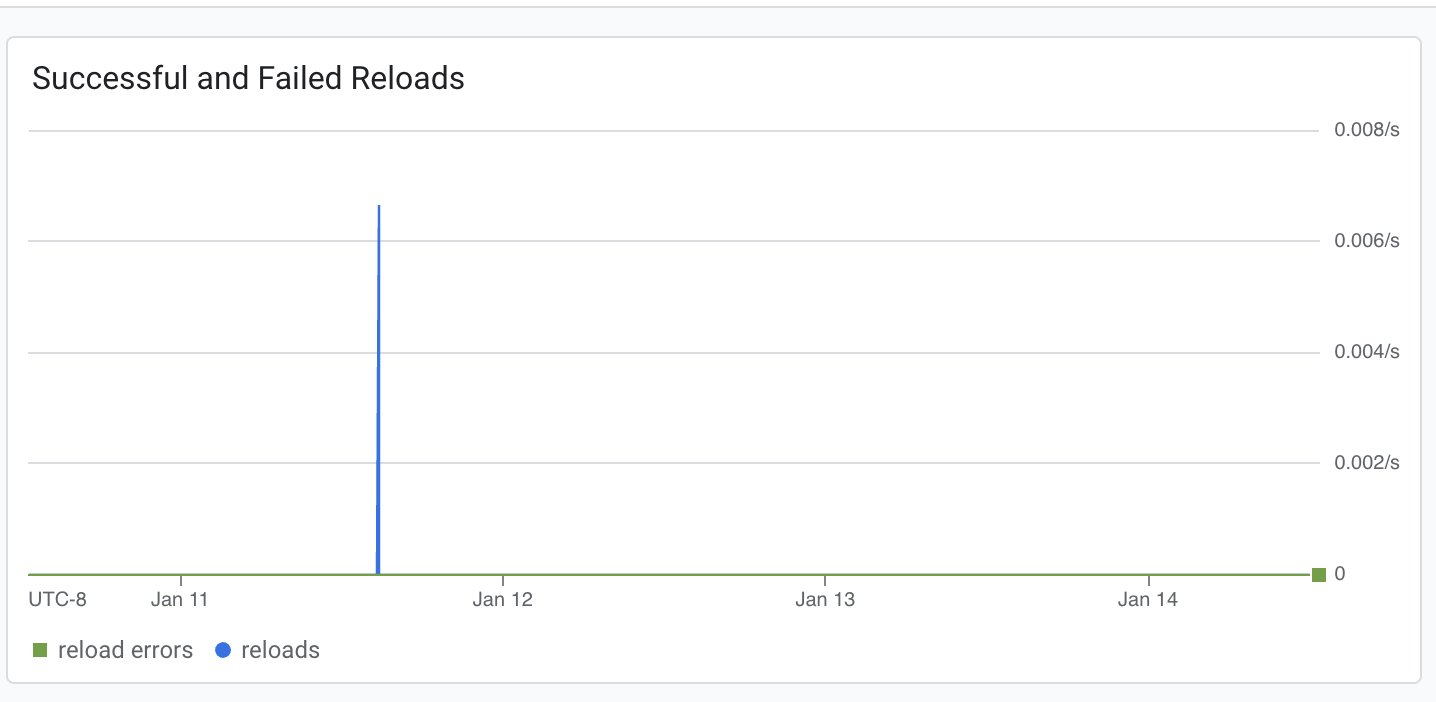 Successful and Failed Reloads
0.008/s
0.006/s
0.004/s
0.002/s
0
UTC-8 Jan 11 Jan 12 Jan 13 Jan 14
reload errors reloads